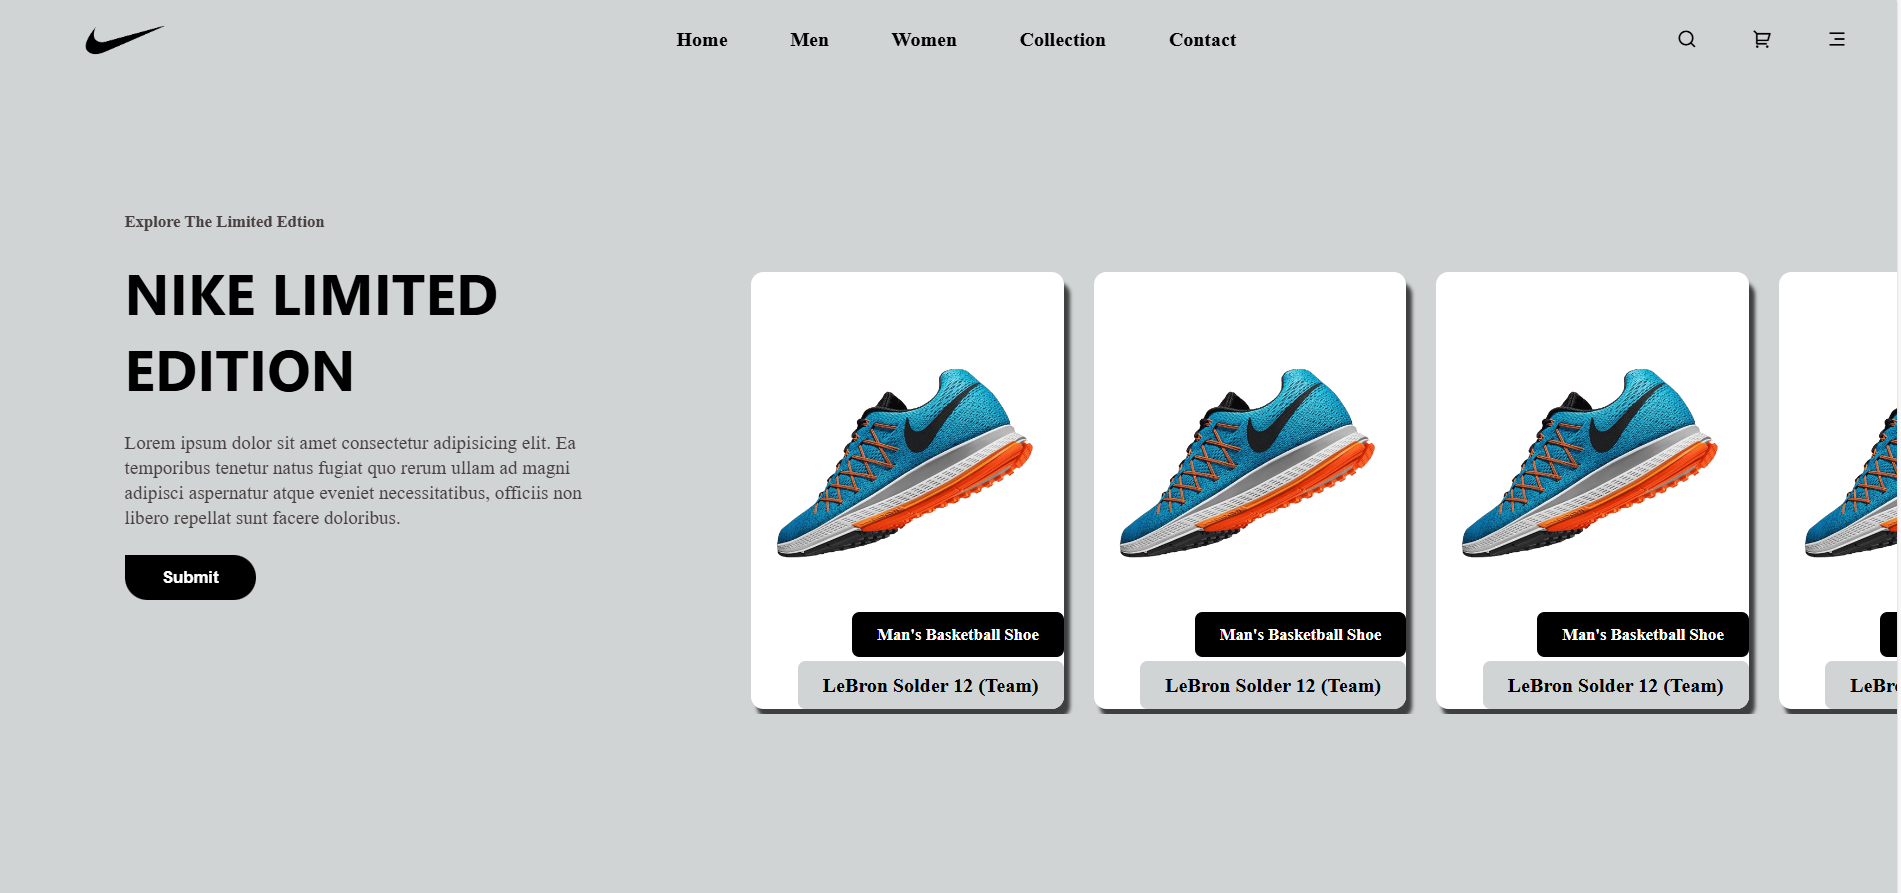 Home Men Women Collection Contact
Explore The Limited Edtion
NIKE LIMITED
EDITION
Lorem ipsum dolor sit amet consectetur adipisicing elit. Ea
temporibus tenetur natus fugiat quo rerum ullam ad magni
adipisci aspernatur atque eveniet necessitatibus, officiis non
libero repellat sunt facere doloribus.
Submit
Man's Basketball Shoe
LeBron Solder 12 (Team)
Man's Basketball Shoe
LeBron Solder 12 (Team)
Man's Basketball Shoe
LeBron Solder 12 (Team)
LeBr